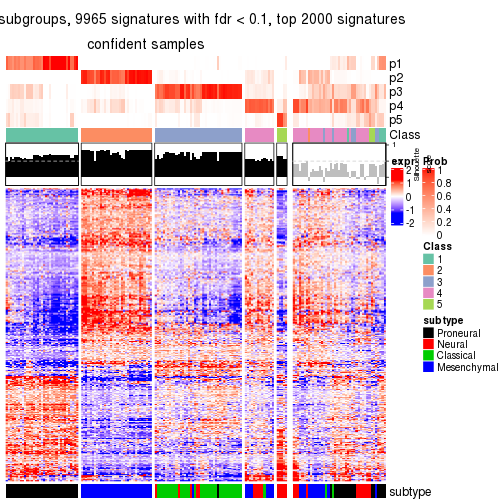 subgroups, 9965 signatures with fdr < 0.1, top 2000 signatures
confident samples
p1
p2
p3
p4
p5
Class
1
Silhouette
expr
2
1
0
-1
-2
Prob
1
0.8
0.6
0.4
0.2
0
Class
1
2
3
4
5
subtype
Proneural
Neural
Classical
Mesenchymal
subtype